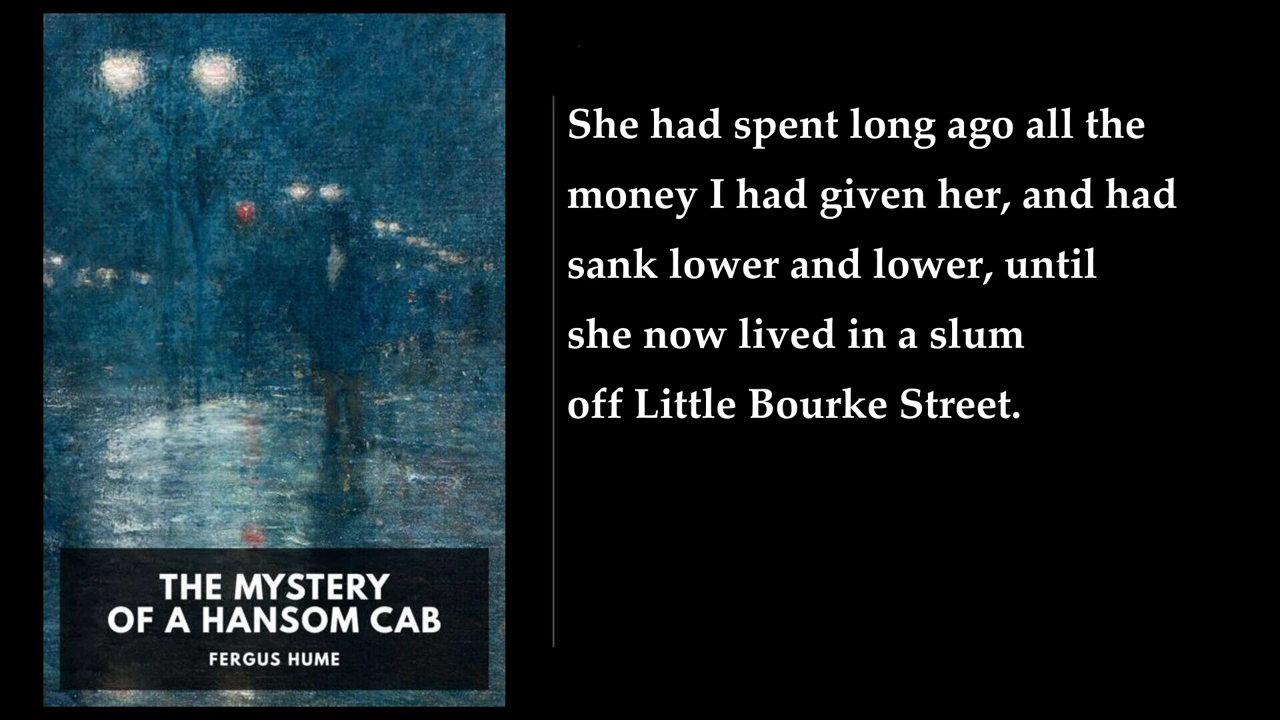 THE MYSTERY
OF A HANSOM CAB
FERGUS HUME
She had spent long ago all the
money I had given her, and had
sank lower and lower, until
she now lived in a slum
off Little Bourke Street.